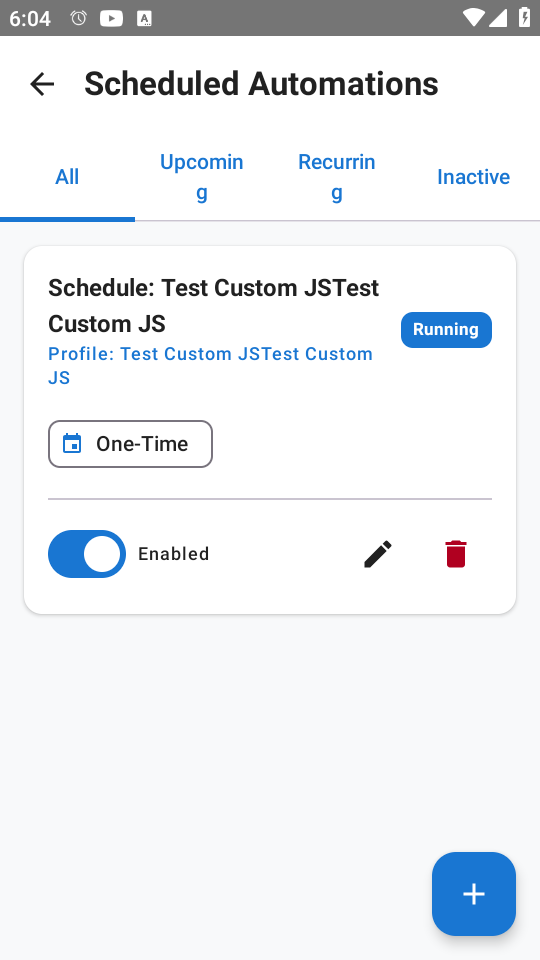 6:04
Scheduled Automations
All
Upcomin
g
Recurrin
g
Inactive
Schedule: Test Custom JSTest
Custom JS
Running
Profile: Test Custom JSTest Custom
JS
One-Time
Enabled